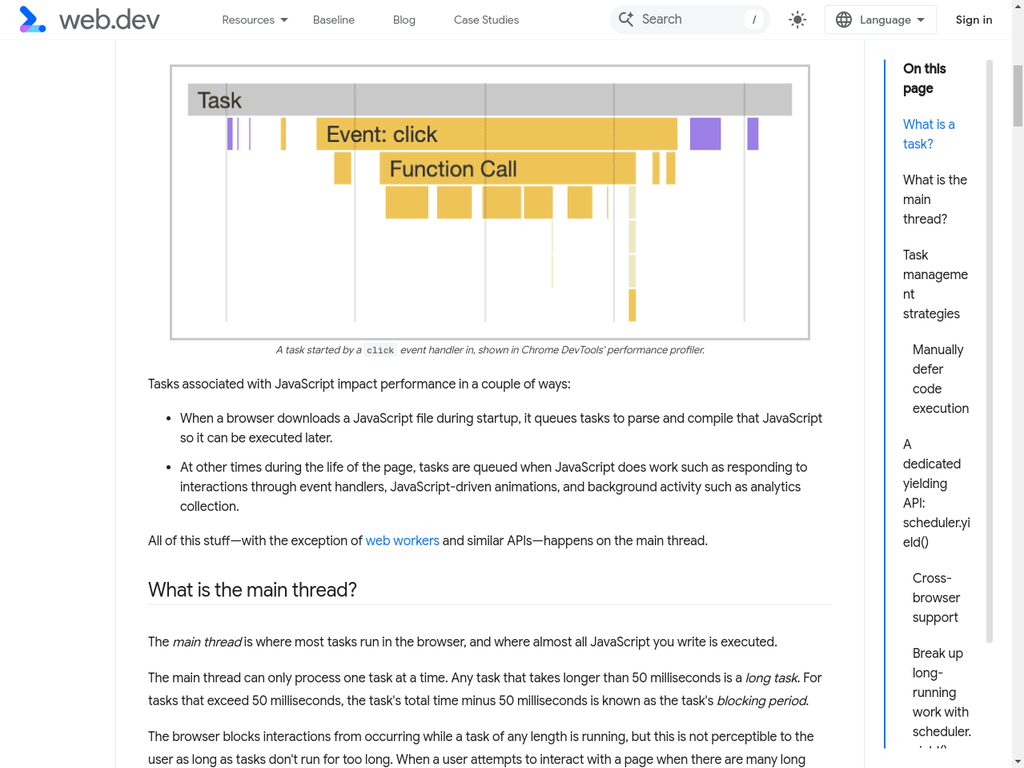 web.dev
Resources
Baseline
Blog
Case Studies
Search
/
Language
Sign in
Task
Event: click
Function Call
A task started by a click event handler in, shown in Chrome DevTools' performance profiler.
Tasks associated with JavaScript impact performance in a couple of ways:
• When a browser downloads a JavaScript file during startup, it queues tasks to parse and compile that JavaScript
so it can be executed later.
• At other times during the life of the page, tasks are queued when JavaScript does work such as responding to
interactions through event handlers, JavaScript-driven animations, and background activity such as analytics
collection.
All of this stuff—with the exception of web workers and similar APIs—happens on the main thread.
What is the main thread?
The main thread is where most tasks run in the browser, and where almost all JavaScript you write is executed.
The main thread can only process one task at a time. Any task that takes longer than 50 milliseconds is a long task. For
tasks that exceed 50 milliseconds, the task's total time minus 50 milliseconds is known as the task's blocking period.
The browser blocks interactions from occurring while a task of any length is running, but this is not perceptible to the
user as long as tasks don't run for too long. When a user attempts to interact with a page when there are many long
On this
page
What is a
task?
What is the
main
thread?
Task
manageme
nt
strategies
Manually
defer
code
execution
A
dedicated
yielding
API:
scheduler.yi
eld()
Cross-
browser
support
Break up
long-
running
work with
scheduler.